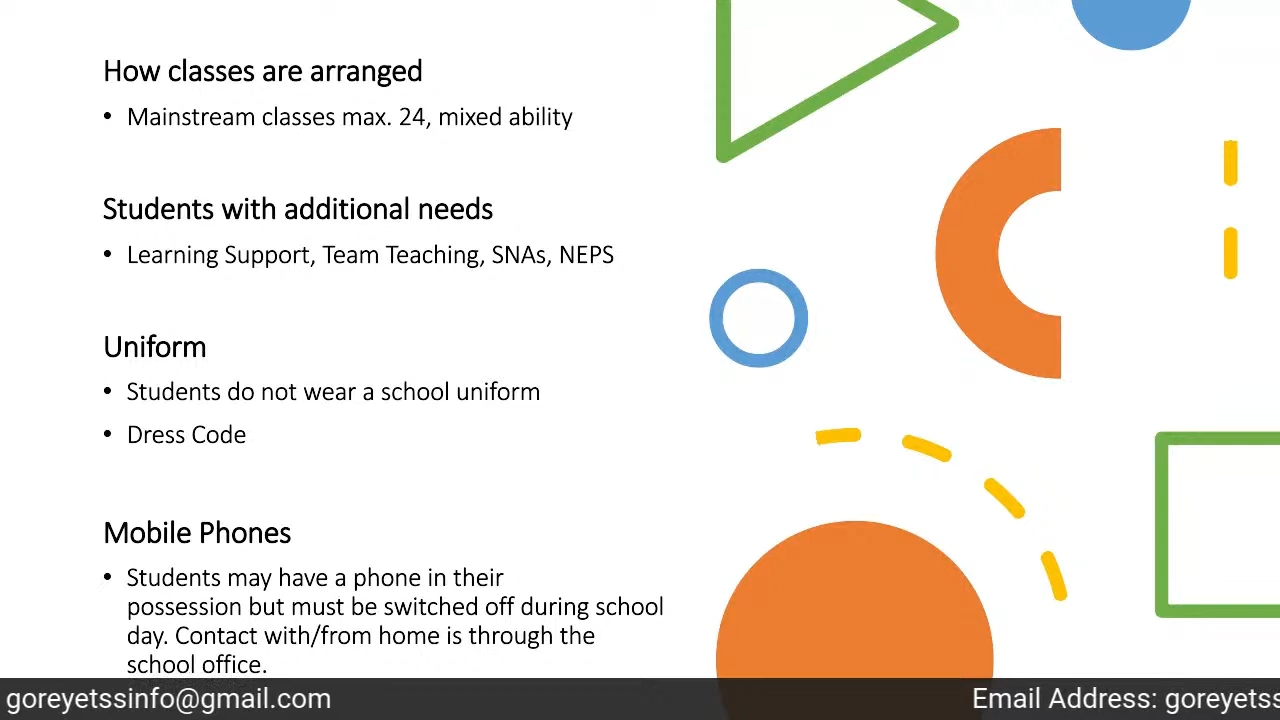 How classes are arranged
• Mainstream classes max. 24, mixed ability
Students with additional needs
• Learning Support, Team Teaching, SNAs, NEPS
Uniform
• Students do not wear a school uniform
• Dress Code
Mobile Phones
• Students may have a phone in their
possession but must be switched off during school
day. Contact with/from home is through the
school office.
goreyetssinfo@gmail.com Email Address: goreyetss